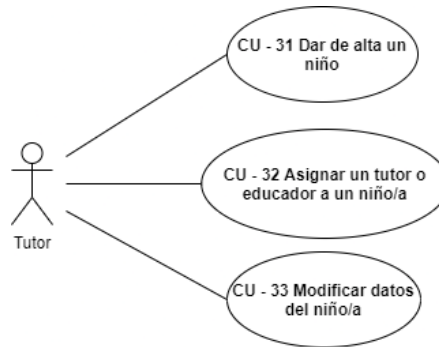 CU - 31 Dar de alta un
niño
CU - 32 Asignar un tutor o
educador a un niño/a
Tutor
CU - 33 Modificar datos
del niño/a